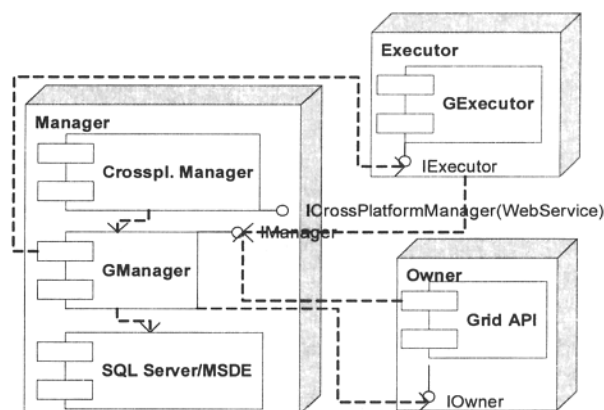 Executor
GExecutor
IExecutor
Manager
Crosspl. Manager
ICrossPlatformManager(WebService)
IManager
GManager
SQL Server/MSDE
Owner
Grid API
IOwner